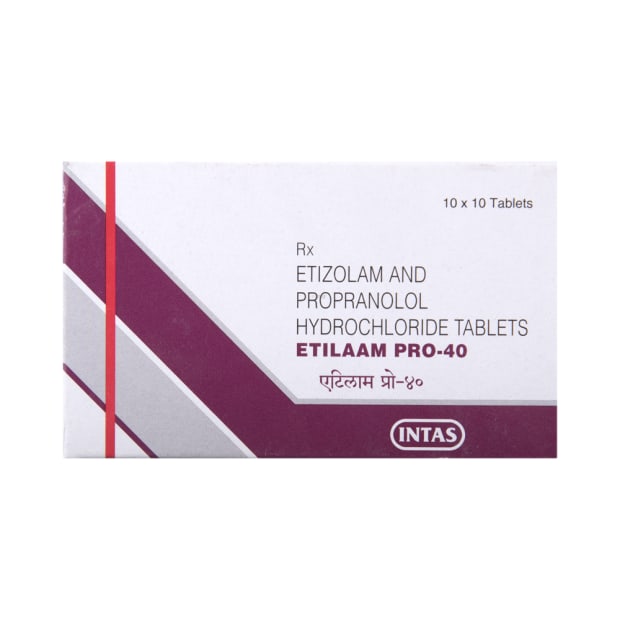 10 x 10 Tablets
Rx
ETIZOLAM AND
PROPRANOLOL
HYDROCHLORIDE TABLETS
ETILAAM PRO-40
एटिलाम प्रो-४०
INTAS